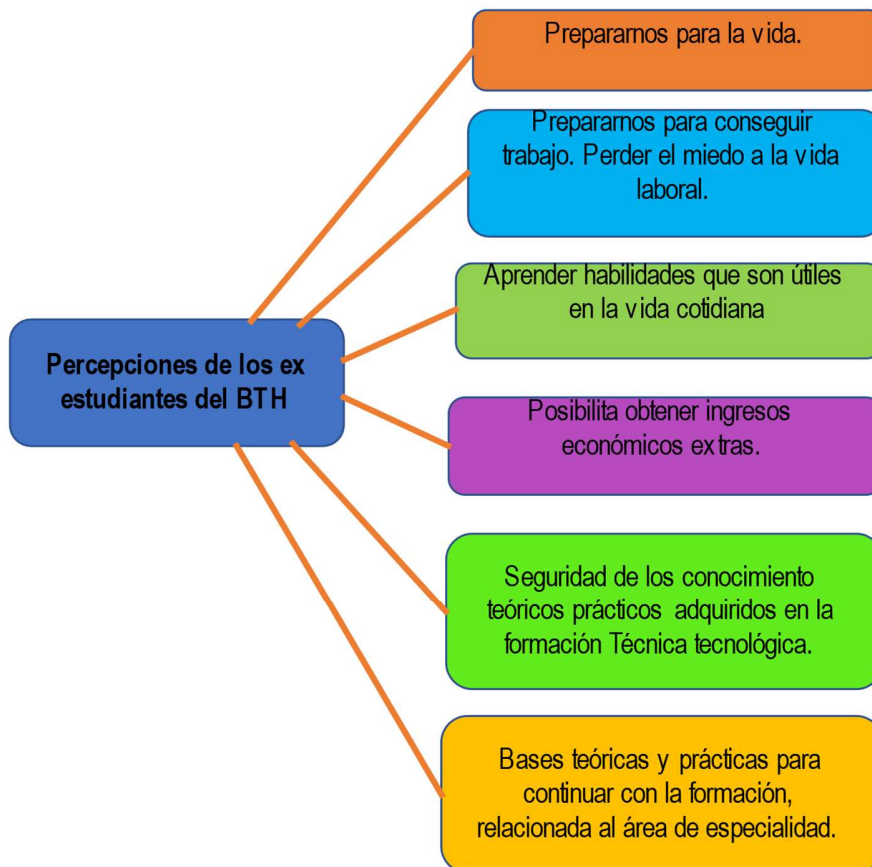 Prepararnos para la vida.
Prepararnos para conseguir
trabajo. Perder el miedo a la vida
laboral.
Aprender habilidades que son útiles
en la vida cotidiana
Percepciones de los ex
estudiantes del BTH
Posibilita obtener ingresos
económicos extras.
Seguridad de los conocimiento
teóricos prácticos adquiridos en la
formación Técnica tecnológica.
Bases teóricas y prácticas para
continuar con la formación,
relacionada al área de especialidad.